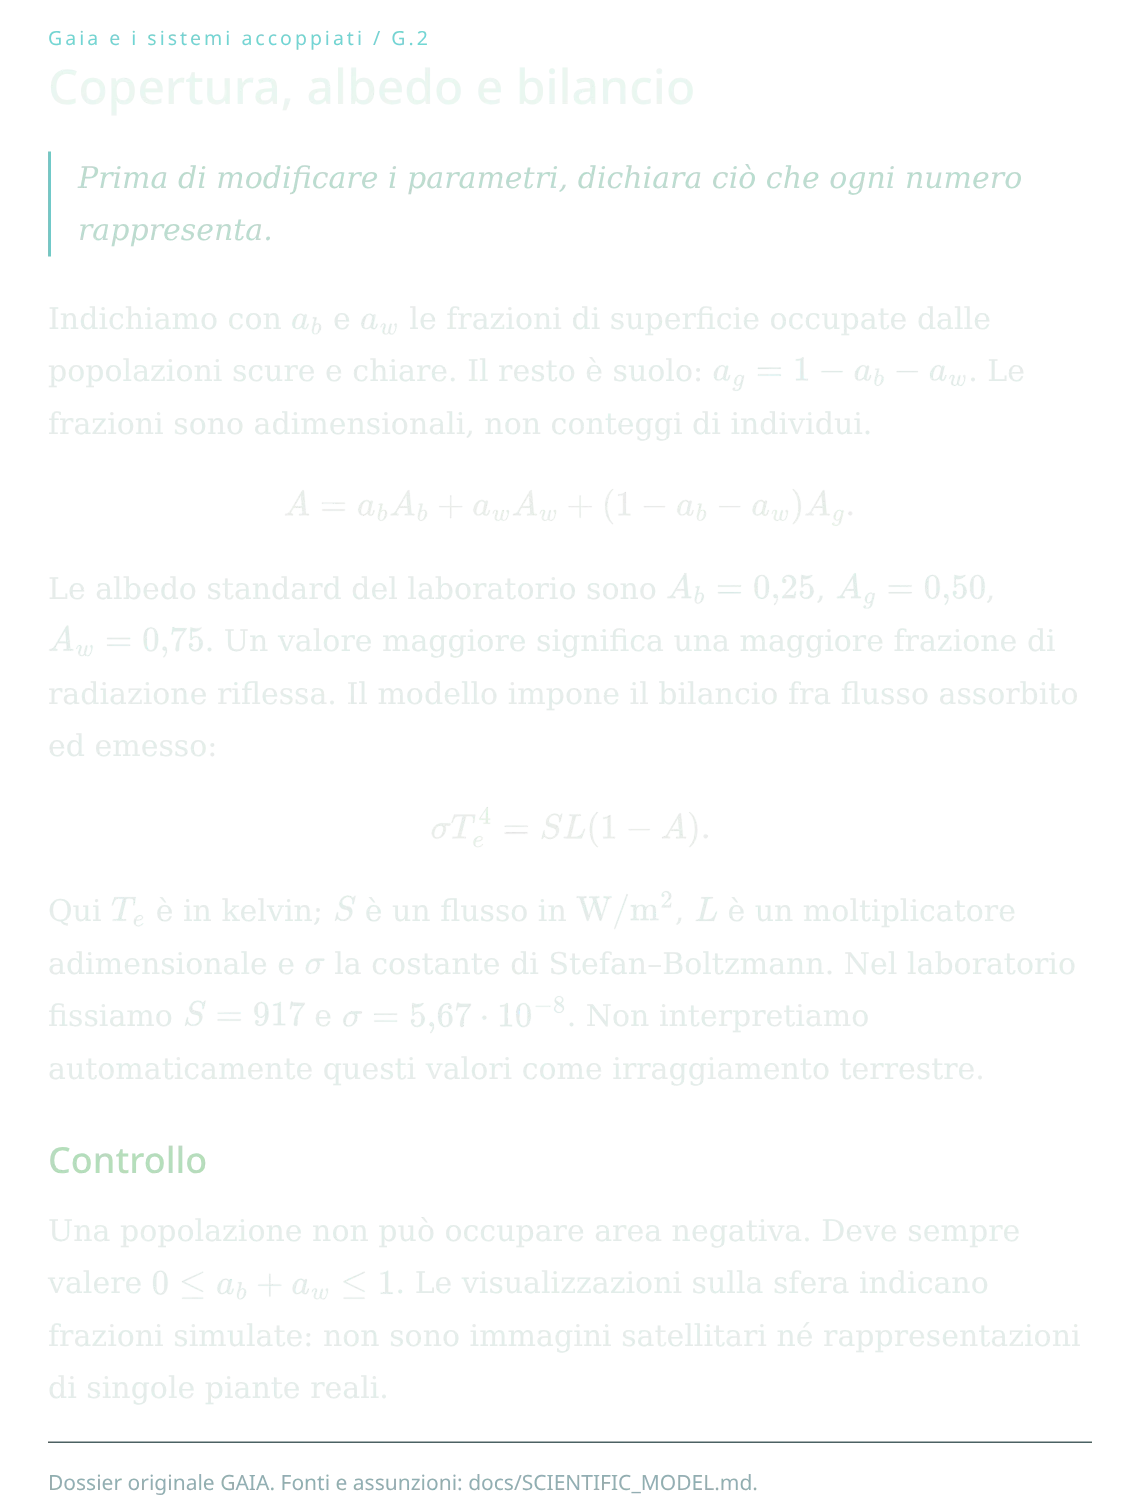 Gaia e i sistemi accoppiati / G.2
Copertura, albedo e bilancio
Prima di modificare i parametri, dichiara ciò che ogni numero
rappresenta.
Indichiamo con a_b e a_w le frazioni di superficie occupate dalle
popolazioni scure e chiare. Il resto è suolo: a_g = 1 − a_b − a_w. Le
frazioni sono adimensionali, non conteggi di individui.
A = a_b A_b + a_w A_w + (1 − a_b − a_w)A_g.
Le albedo standard del laboratorio sono A_b = 0,25, A_g = 0,50,
A_w = 0,75. Un valore maggiore significa una maggiore frazione di
radiazione riflessa. Il modello impone il bilancio fra flusso assorbito
ed emesso:
σT_e^4 = SL(1 − A).
Qui T_e è in kelvin; S è un flusso in W/m², L è un moltiplicatore
adimensionale e σ la costante di Stefan–Boltzmann. Nel laboratorio
fissiamo S = 917 e σ = 5,67 · 10⁻⁸. Non interpretiamo
automaticamente questi valori come irraggiamento terrestre.
Controllo
Una popolazione non può occupare area negativa. Deve sempre
valere 0 ≤ a_b + a_w ≤ 1. Le visualizzazioni sulla sfera indicano
frazioni simulate: non sono immagini satellitari né rappresentazioni
di singole piante reali.
Dossier originale GAIA. Fonti e assunzioni: docs/SCIENTIFIC_MODEL.md.